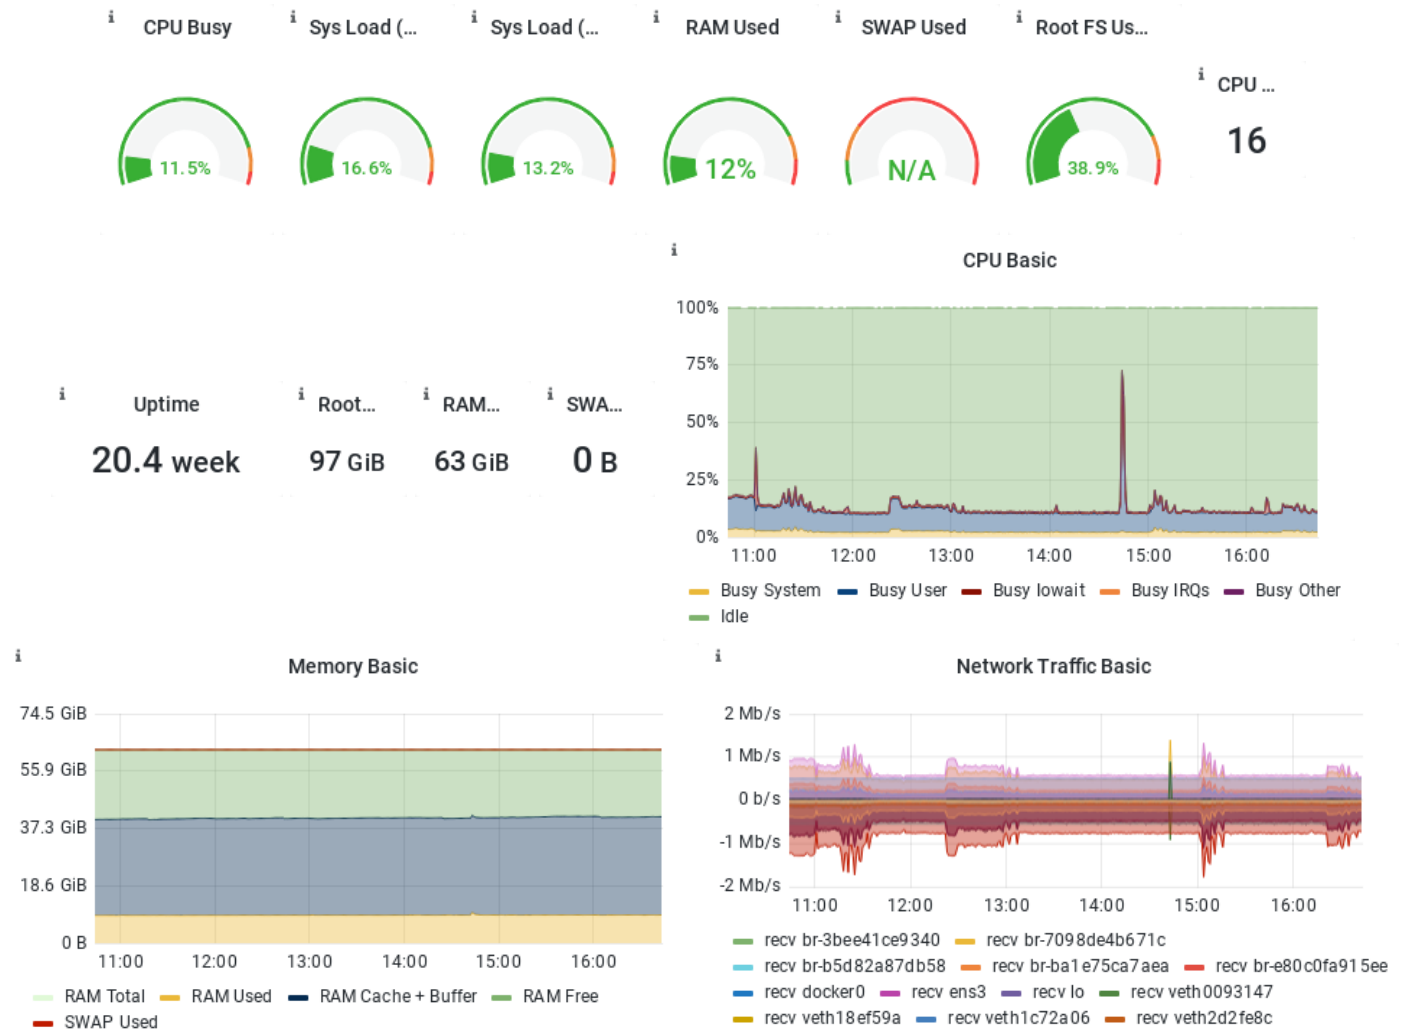 CPU Busy
Sys Load (...
Sys Load (...
RAM Used
SWAP Used
Root FS Us...
CPU ...
11.5%
16.6%
13.2%
12%
N/A
38.9%
16
Uptime
Root...
RAM...
SWA...
20.4 week
97 GiB
63 GiB
0 B
CPU Basic
100%
75%
50%
25%
0%
11:00 12:00 13:00 14:00 15:00 16:00
Busy System Busy User Busy Iowait Busy IRQs Busy Other
Idle
Memory Basic
74.5 GiB
55.9 GiB
37.3 GiB
18.6 GiB
0 B
11:00 12:00 13:00 14:00 15:00 16:00
RAM Total RAM Used RAM Cache + Buffer RAM Free
SWAP Used
Network Traffic Basic
2 Mb/s
1 Mb/s
0 b/s
-1 Mb/s
-2 Mb/s
11:00 12:00 13:00 14:00 15:00 16:00
recv br-3bee41ce9340 recv br-7098de4b671c
recv br-b5d82a87db58 recv br-ba1e75ca7aea recv br-e80c0fa915ee
recv docker0 recv ens3 recv lo recv veth0093147
recv veth18ef59a recv veth1c72a06 recv veth2d2fe8c